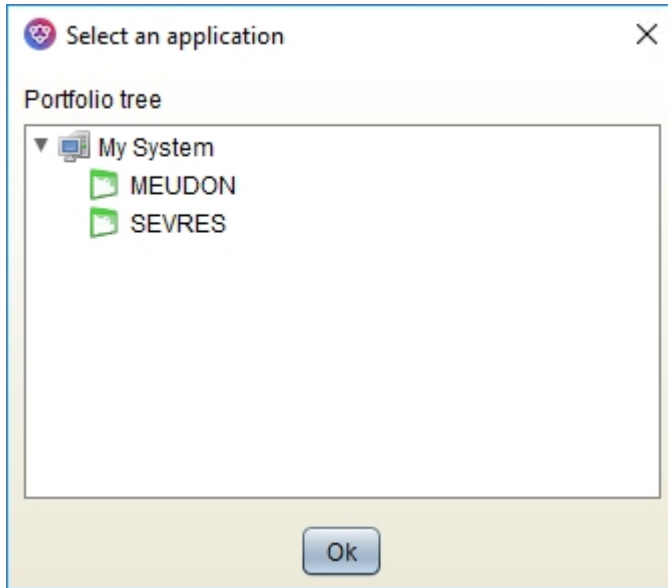 Select an application
Portfolio tree
My System
MEUDON
SEVRES
Ok